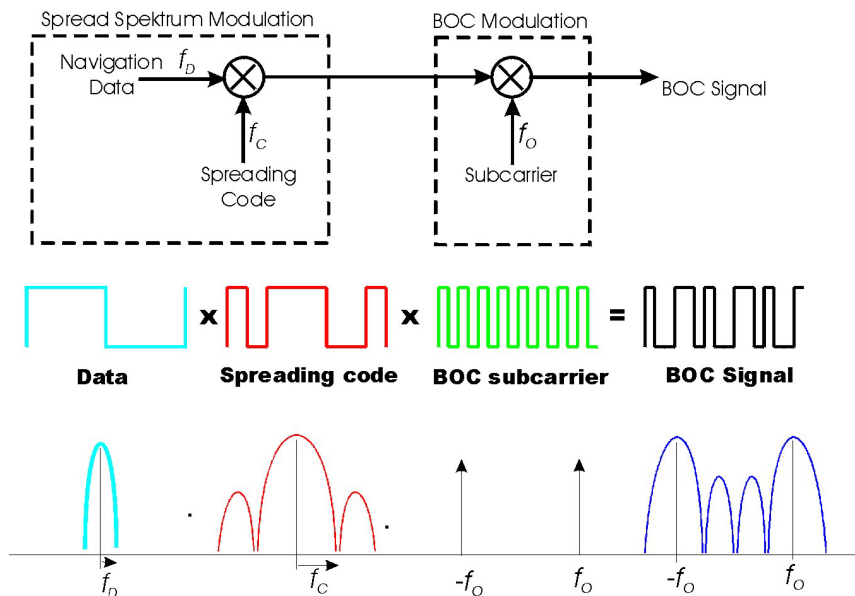 Spread Spektrum Modulation
BOC Modulation
Navigation
Data
f_D
f_C
f_O
BOC Signal
Spreading
Code
Subcarrier
x
x
=
Data
Spreading code
BOC subcarrier
BOC Signal
f_D
f_C
-f_O
f_O
-f_O
f_O